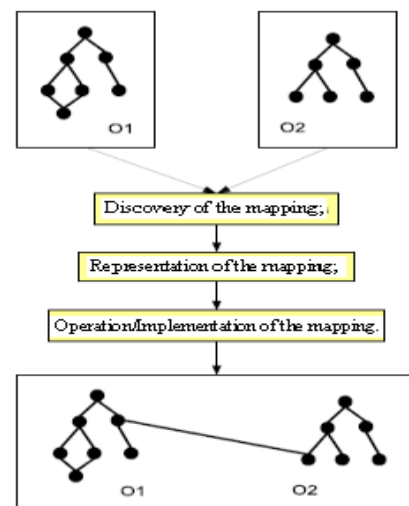 O1
O2
Discovery of the mapping;
Representation of the mapping;
Operation/Implementation of the mapping.
O1
O2